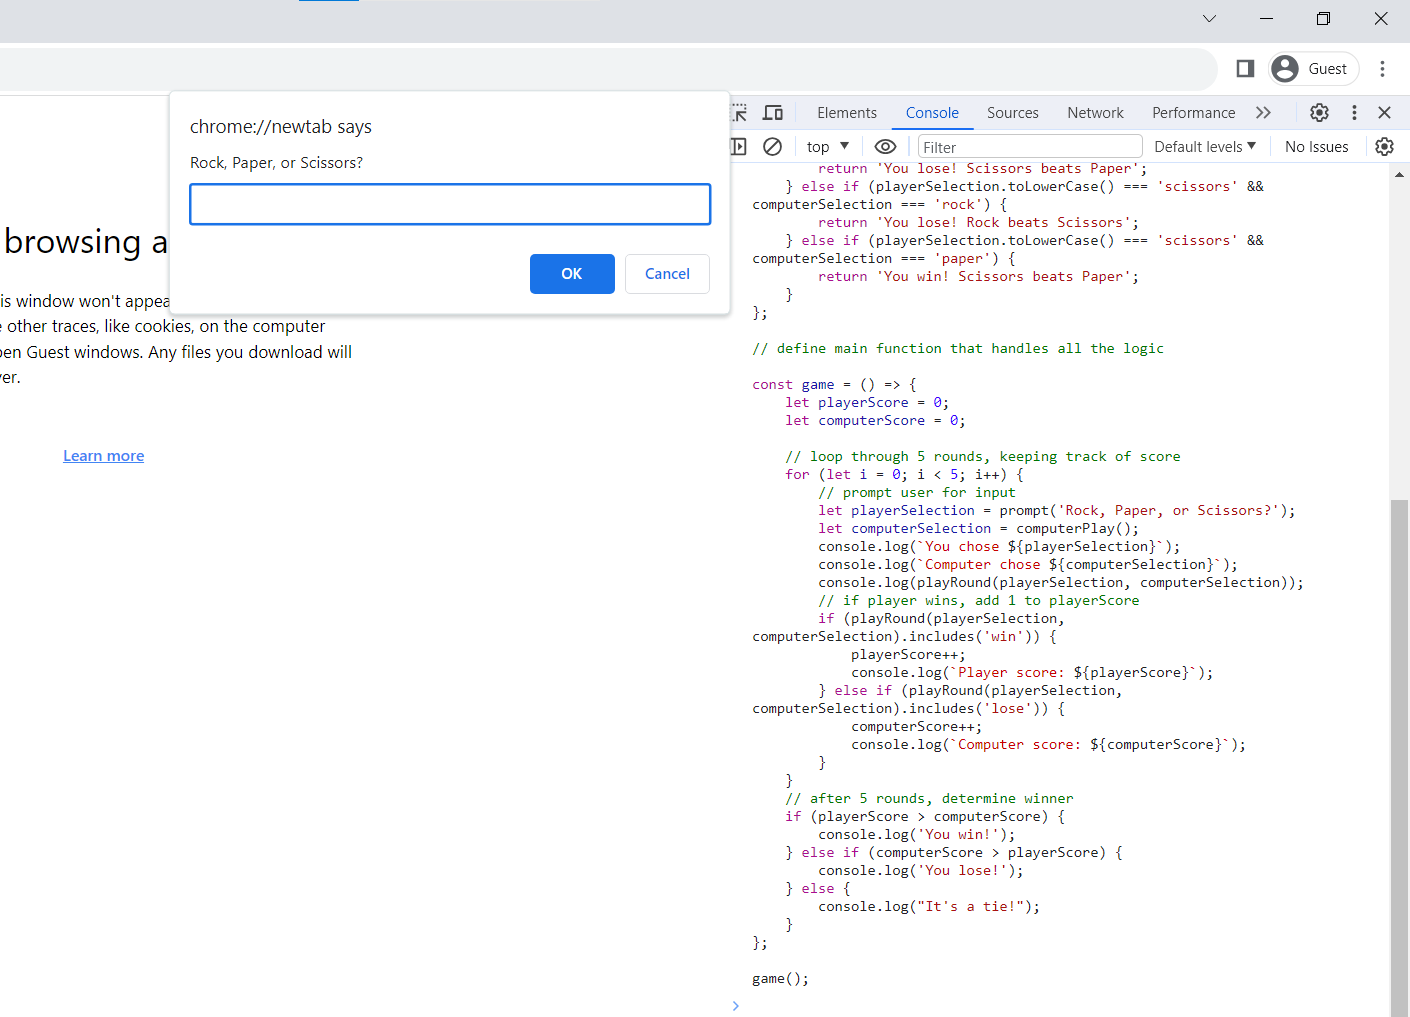 Guest
chrome://newtab says
Rock, Paper, or Scissors?
OK
Cancel
browsing a
is window won't appea
e other traces, like cookies, on the computer
pen Guest windows. Any files you download will
ver.
Learn more
Elements Console Sources Network Performance
top Filter Default levels No Issues
return 'You lose! Scissors beats Paper';
} else if (playerSelection.toLowerCase() === 'scissors' &&
computerSelection === 'rock') {
return 'You lose! Rock beats Scissors';
} else if (playerSelection.toLowerCase() === 'scissors' &&
computerSelection === 'paper') {
return 'You win! Scissors beats Paper';
}
};
// define main function that handles all the logic
const game = () => {
let playerScore = 0;
let computerScore = 0;
// loop through 5 rounds, keeping track of score
for (let i = 0; i < 5; i++) {
// prompt user for input
let playerSelection = prompt('Rock, Paper, or Scissors?');
let computerSelection = computerPlay();
console.log(`You chose ${playerSelection}`);
console.log(`Computer chose ${computerSelection}`);
console.log(playRound(playerSelection, computerSelection));
// if player wins, add 1 to playerScore
if (playRound(playerSelection,
computerSelection).includes('win')) {
playerScore++;
console.log(`Player score: ${playerScore}`);
} else if (playRound(playerSelection,
computerSelection).includes('lose')) {
computerScore++;
console.log(`Computer score: ${computerScore}`);
}
}
// after 5 rounds, determine winner
if (playerScore > computerScore) {
console.log('You win!');
} else if (computerScore > playerScore) {
console.log('You lose!');
} else {
console.log("It's a tie!");
}
};
game();